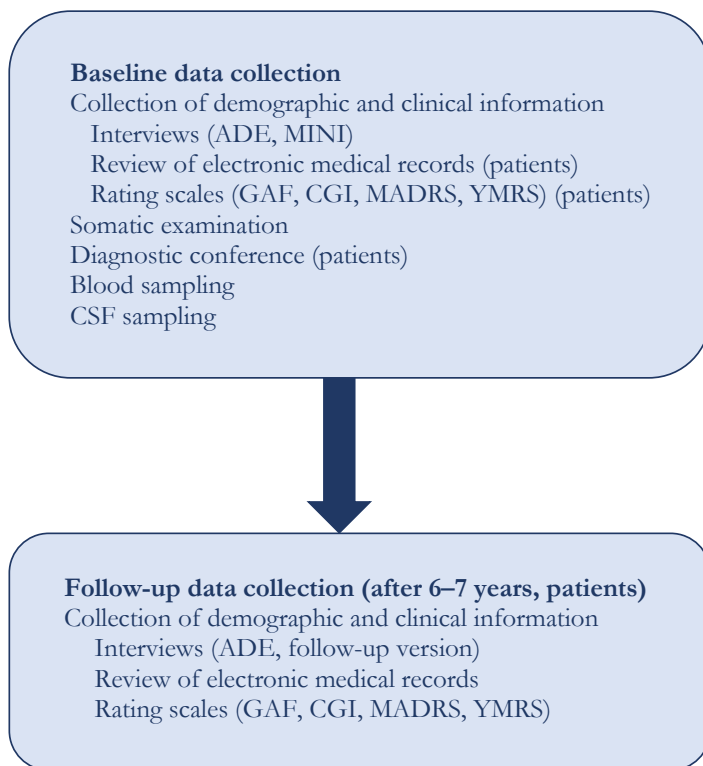 Baseline data collection
Collection of demographic and clinical information
Interviews (ADE, MINI)
Review of electronic medical records (patients)
Rating scales (GAF, CGI, MADRS, YMRS) (patients)
Somatic examination
Diagnostic conference (patients)
Blood sampling
CSF sampling
Follow-up data collection (after 6–7 years, patients)
Collection of demographic and clinical information
Interviews (ADE, follow-up version)
Review of electronic medical records
Rating scales (GAF, CGI, MADRS, YMRS)